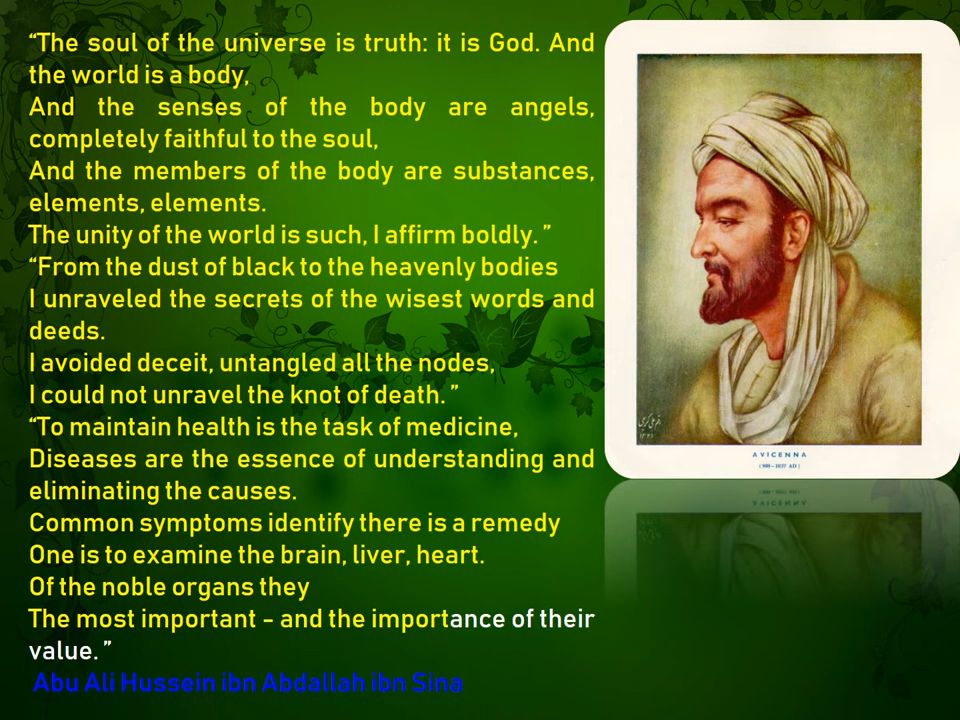 “The soul of the universe is truth: it is God. And
the world is a body,
And the senses of the body are angels,
completely faithful to the soul,
And the members of the body are substances,
elements, elements.
The unity of the world is such, I affirm boldly. ”
“From the dust of black to the heavenly bodies
I unraveled the secrets of the wisest words and
deeds.
I avoided deceit, untangled all the nodes,
I could not unravel the knot of death. ”
“To maintain health is the task of medicine,
Diseases are the essence of understanding and
eliminating the causes.
Common symptoms identify there is a remedy
One is to examine the brain, liver, heart.
Of the noble organs they
The most important - and the importance of their
value. ”
Abu Ali Hussein ibn Abdallah ibn Sina
AVICENNA
( 980—1037 AD )